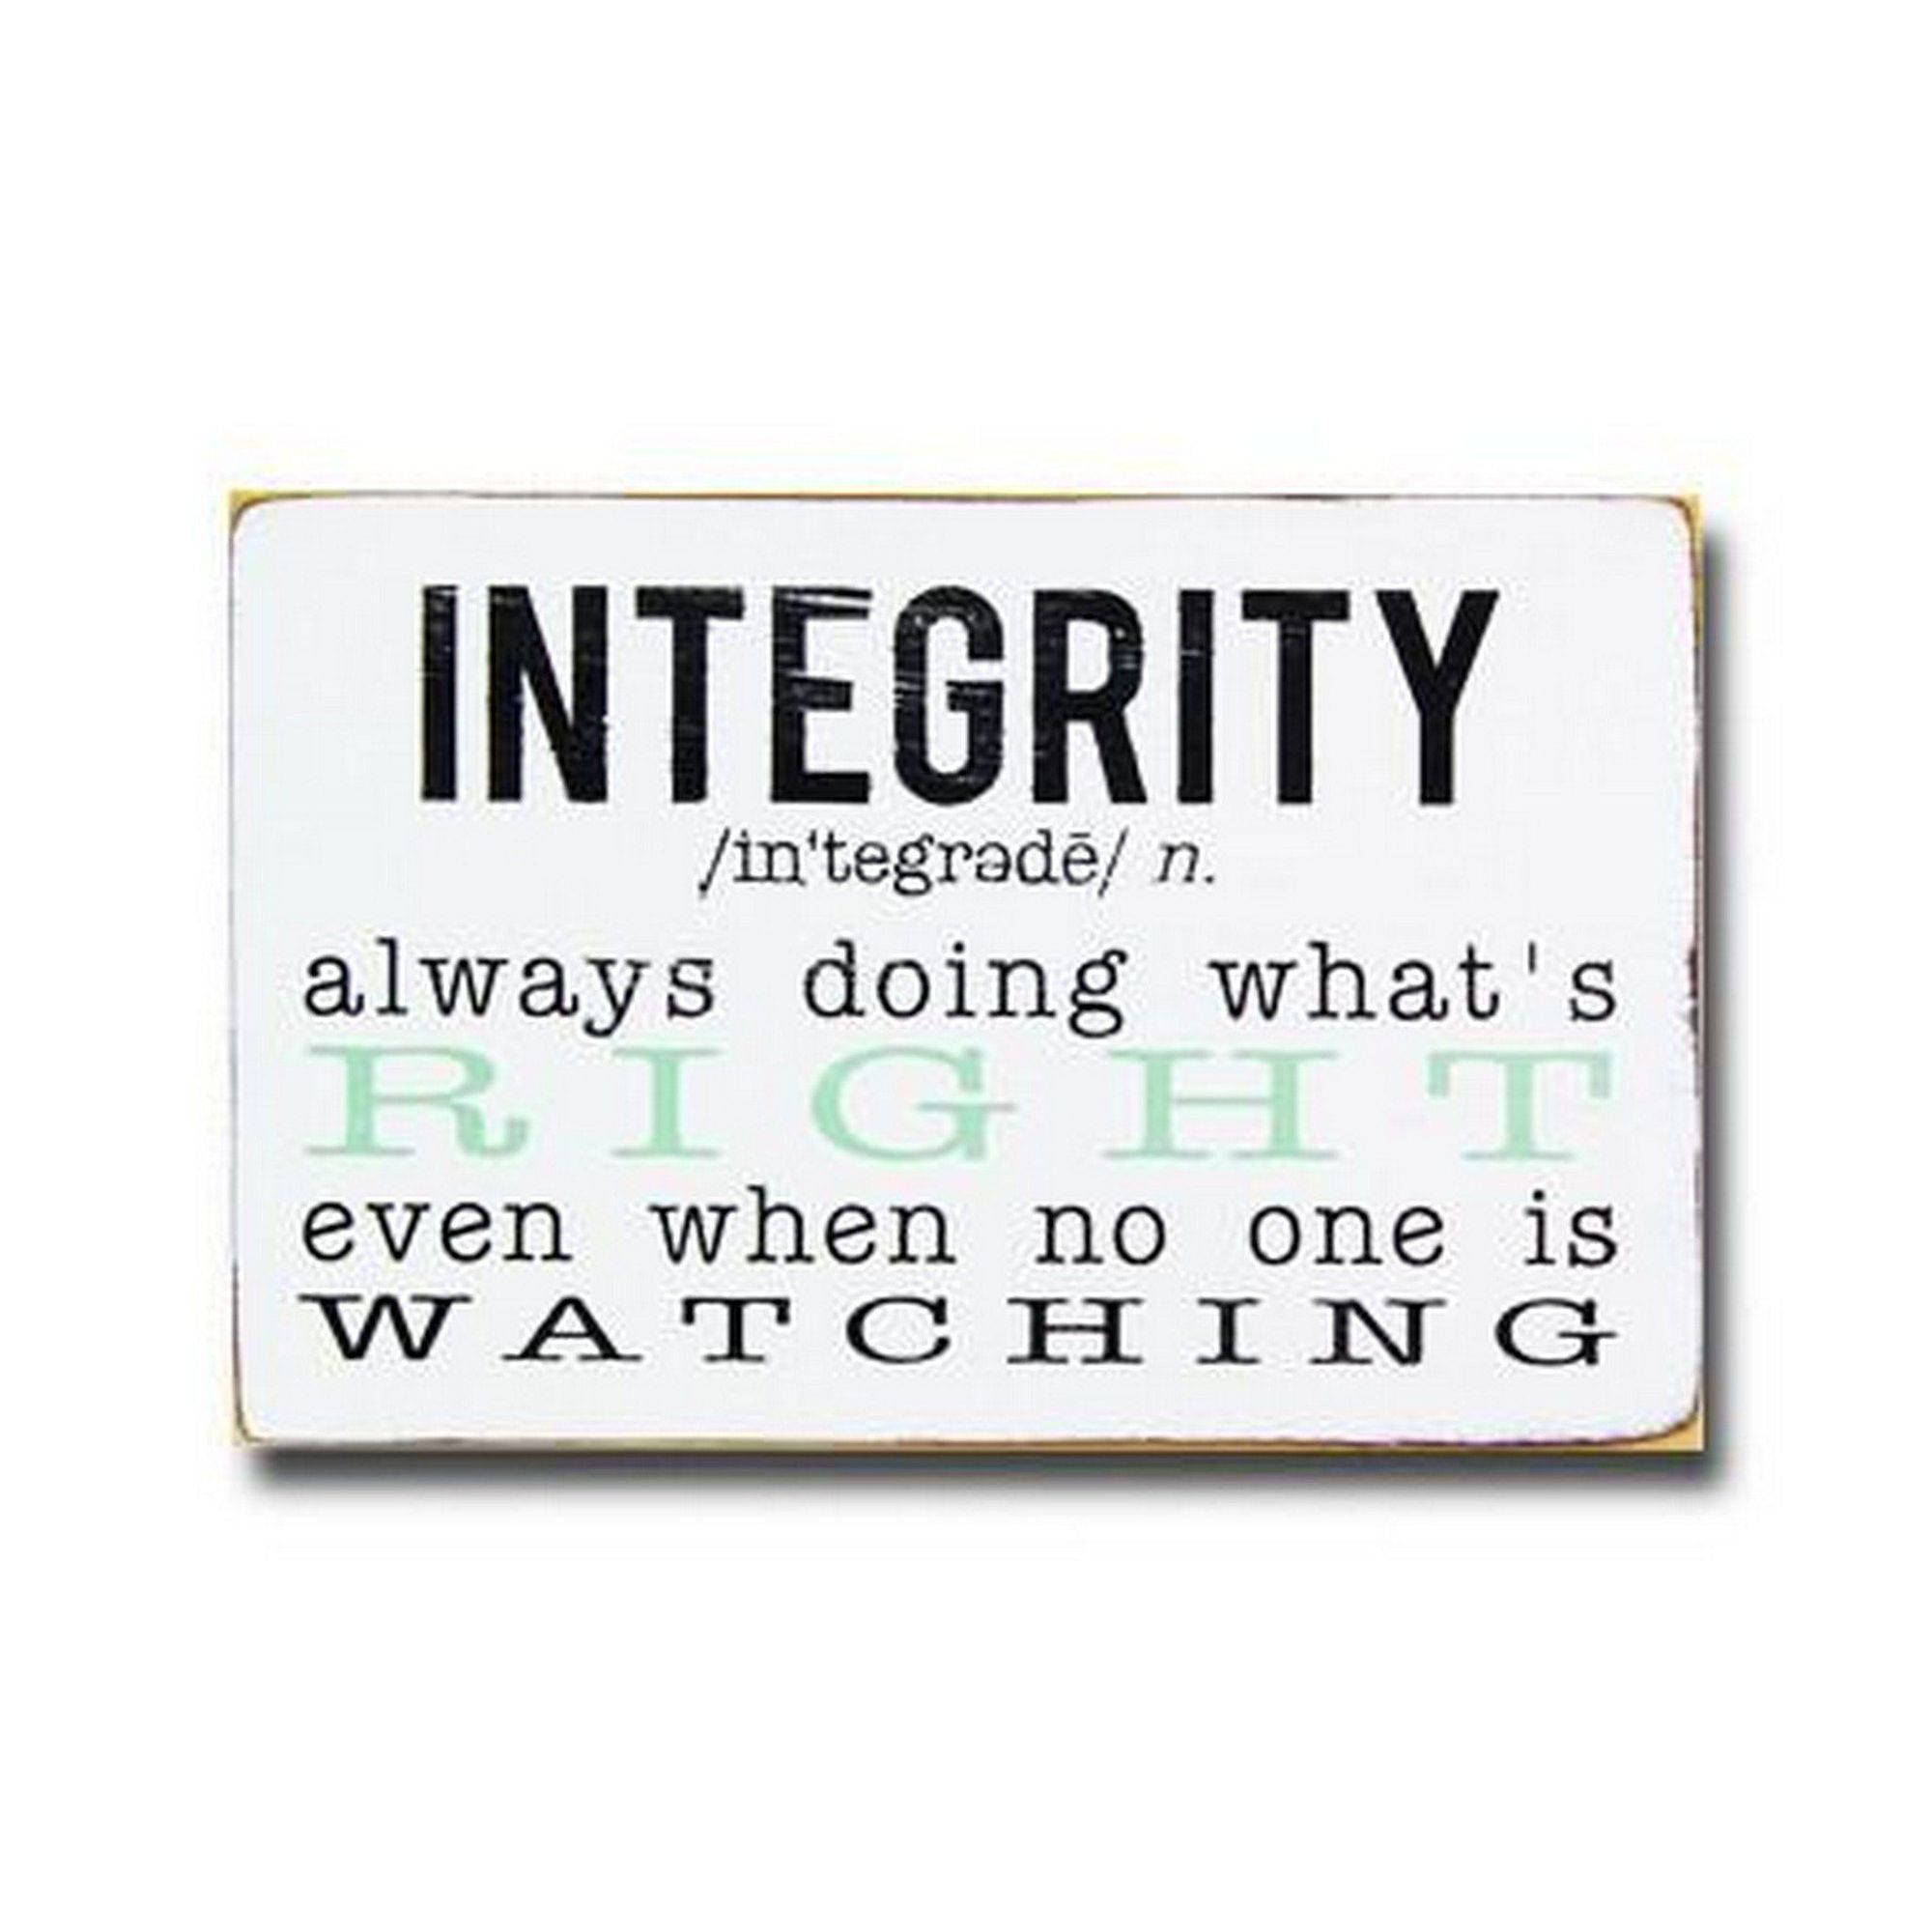 INTEGRITY
/in'tegrədē/ n.
always doing what's
RIGHT
even when no one is
WATCHING